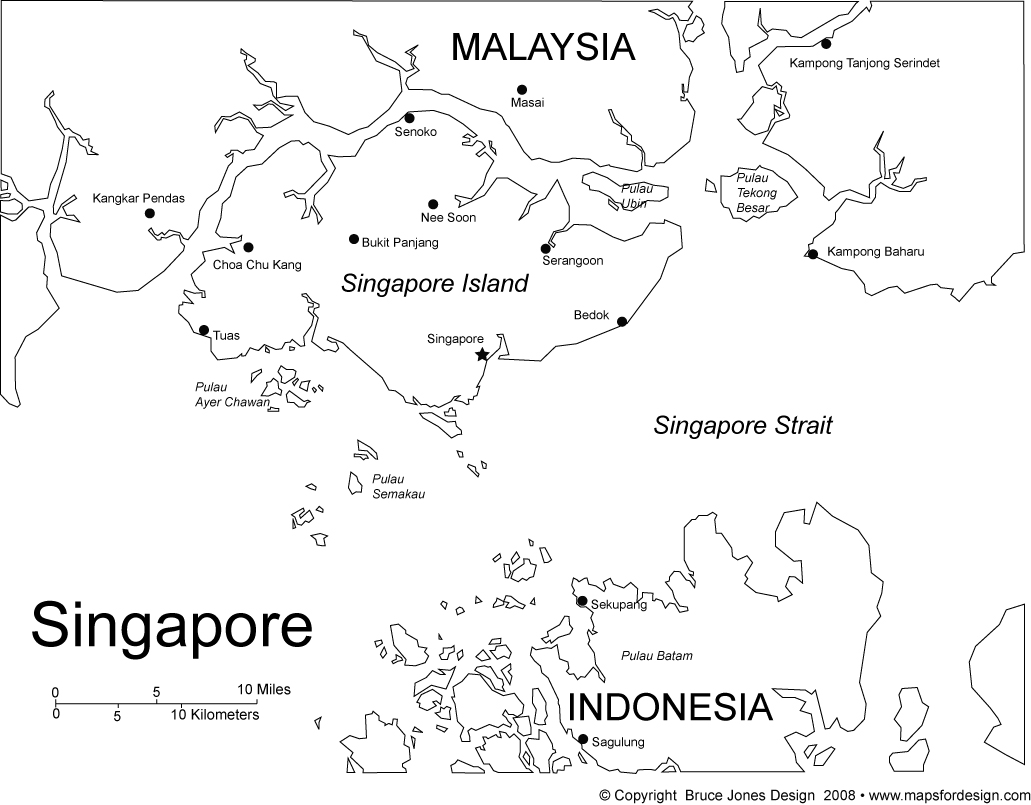 MALAYSIA
Kampong Tanjong Serindet
Masai
Senoko
Kangkar Pendas
Pulau
Ubin
Pulau
Tekong
Besar
Nee Soon
Bukit Panjang
Choa Chu Kang
Serangoon
Kampong Baharu
Singapore Island
Bedok
Tuas
Singapore
Pulau
Ayer Chawan
Singapore Strait
Pulau
Semakau
Singapore
Sekupang
Pulau Batam
0 5 10 Miles
0 5 10 Kilometers
INDONESIA
Sagulung
© Copyright Bruce Jones Design 2008 • www.mapsfordesign.com